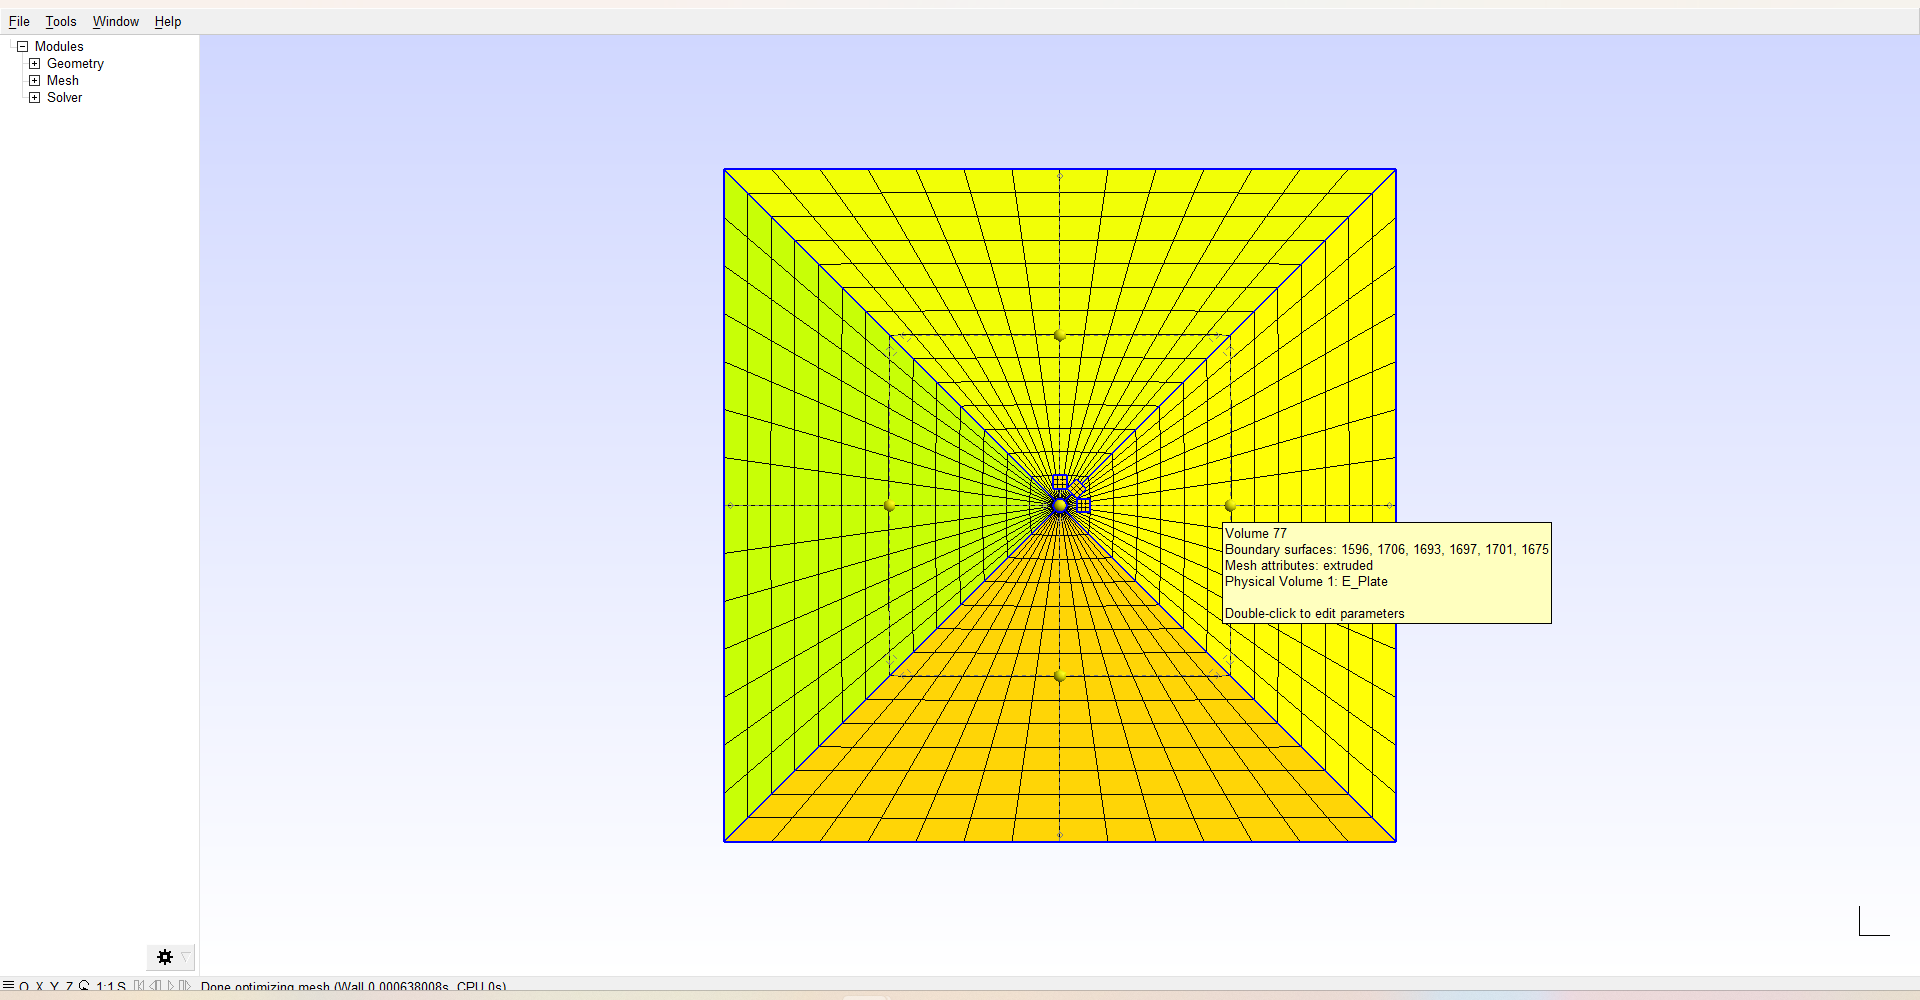 File Tools Window Help
Modules
Geometry
Mesh
Solver
Volume 77
Boundary surfaces: 1596, 1706, 1693, 1697, 1701, 1675
Mesh attributes: extruded
Physical Volume 1: E_Plate
Double-click to edit parameters
O X Y Z 1:1 S Done optimizing mesh (Wall 0.000638008s, CPU 0s)